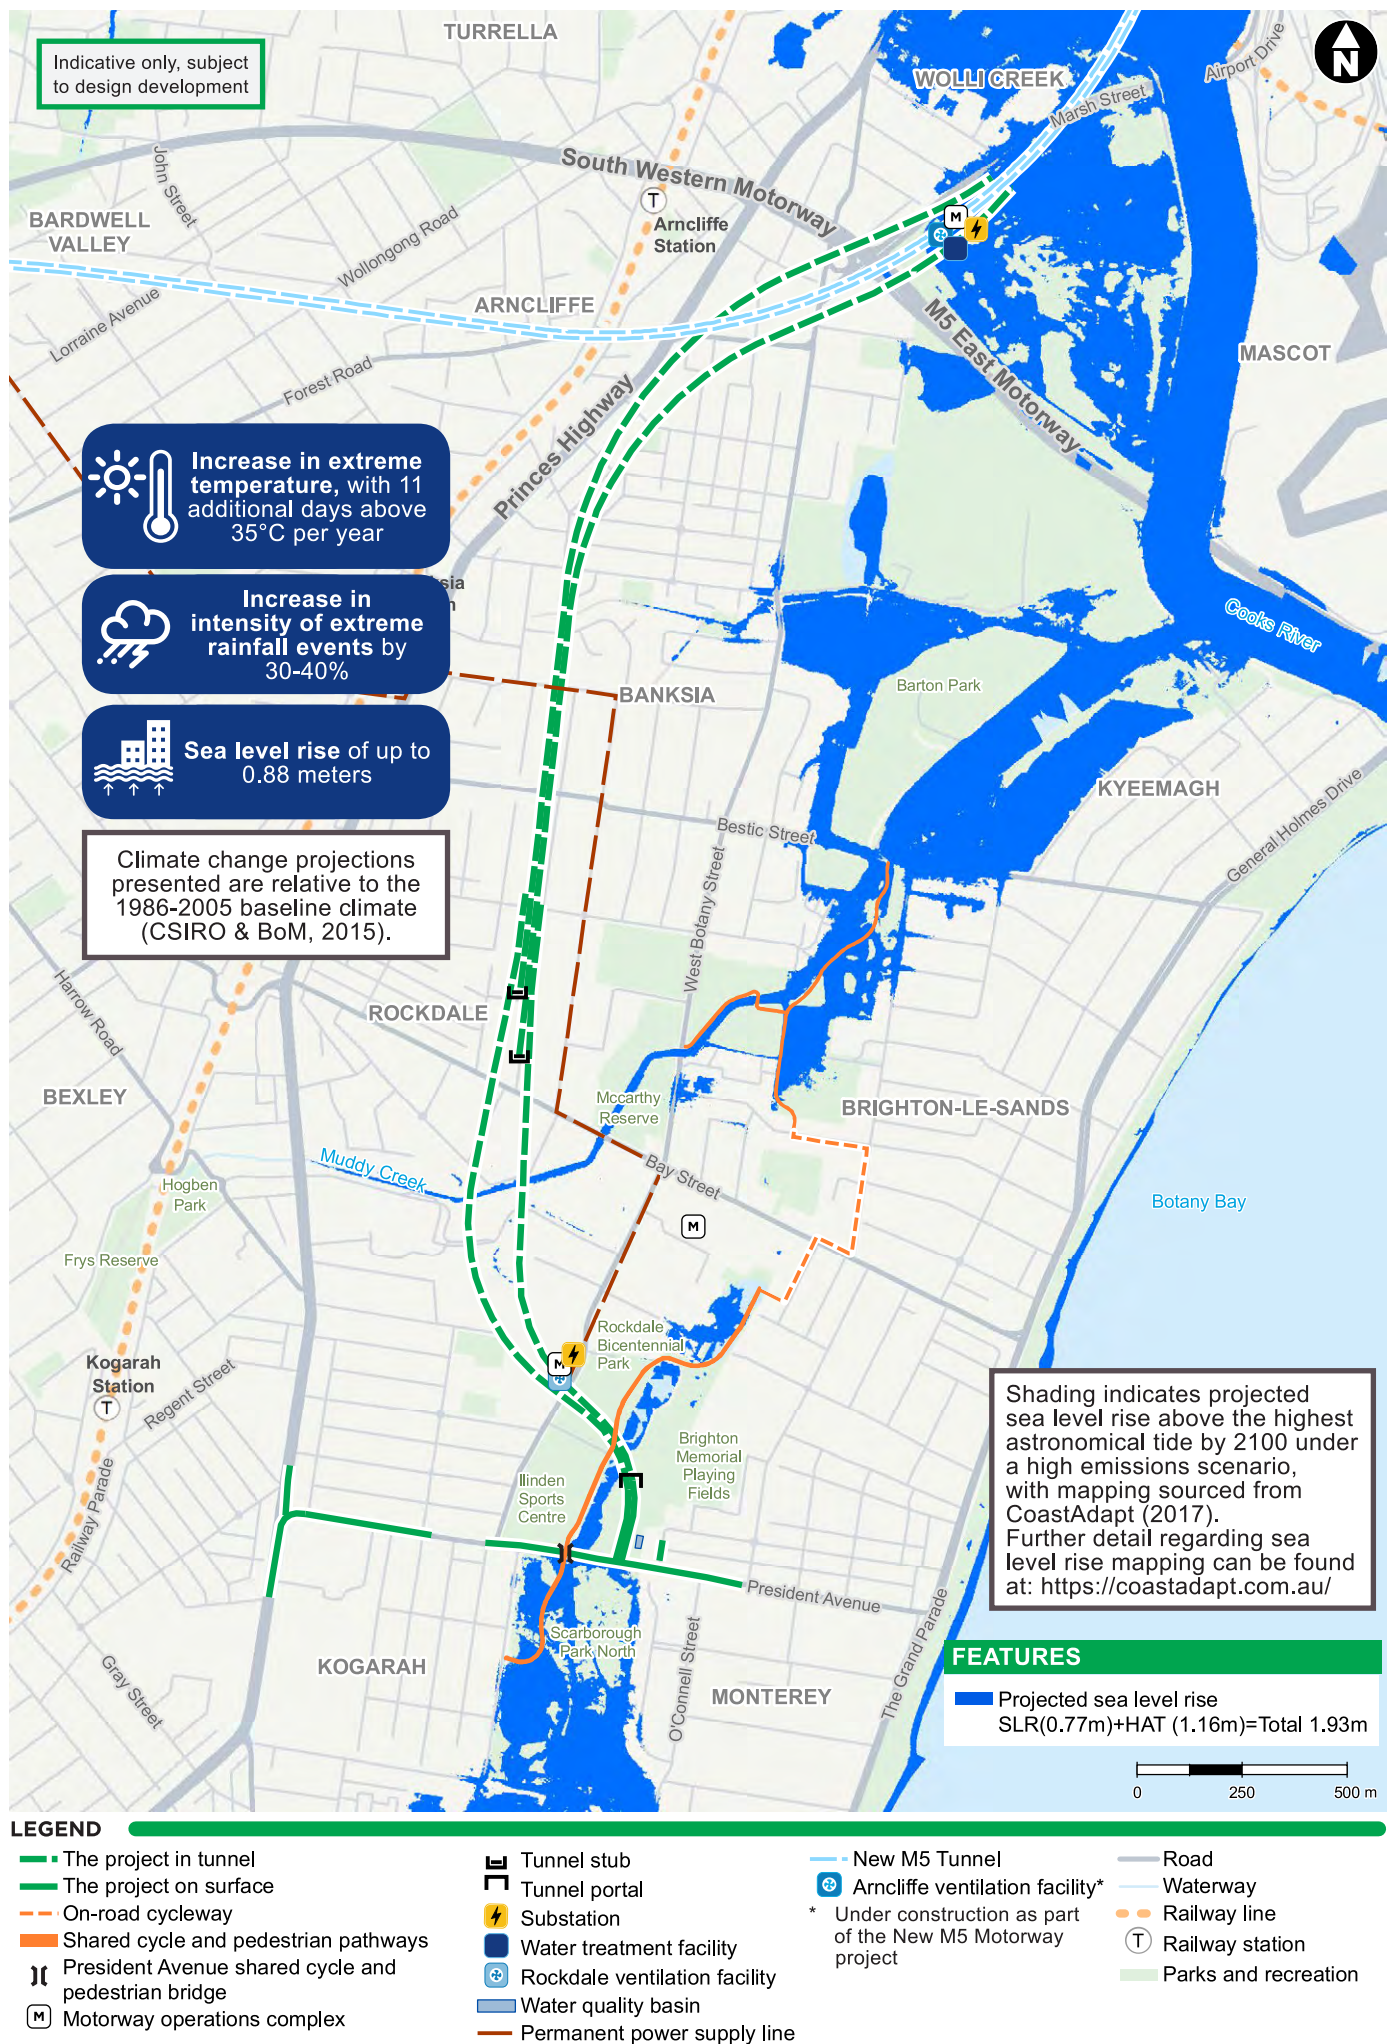 TURRELLA
Indicative only, subject
to design development
WOLLI CREEK
Airport Drive
Marsh Street
N
John Street
South Western Motorway
BARDWELL
VALLEY
Wollongong Road
T
Arncliffe
Station
M
Lorraine Avenue
ARNCLIFFE
Forest Road
M5 East Motorway
MASCOT
Princes Highway
Increase in extreme
temperature, with 11
additional days above
35°C per year
sia
n
Increase in
intensity of extreme
rainfall events by
30-40%
Cooks River
BANKSIA
Barton Park
Sea level rise of up to
0.88 meters
KYEEMAGH
General Holmes Drive
Bestic Street
West Botany Street
Climate change projections
presented are relative to the
1986-2005 baseline climate
(CSIRO & BoM, 2015).
Harrow Road
ROCKDALE
BEXLEY
Mccarthy
Reserve
BRIGHTON-LE-SANDS
Muddy Creek
Bay Street
Hogben
Park
Botany Bay
M
Frys Reserve
Rockdale
Bicentennial
Park
M
Kogarah
Station
T
Regent Street
Shading indicates projected
sea level rise above the highest
astronomical tide by 2100 under
a high emissions scenario,
with mapping sourced from
CoastAdapt (2017).
Further detail regarding sea
level rise mapping can be found
at: https://coastadapt.com.au/
Brighton
Memorial
Playing
Fields
Ilinden
Sports
Centre
Railway Parade
President Avenue
Scarborough
Park North
O'Connell Street
The Grand Parade
KOGARAH
Gray Street
MONTEREY
FEATURES
Projected sea level rise
SLR(0.77m)+HAT (1.16m)=Total 1.93m
0 250 500 m
LEGEND
The project in tunnel
The project on surface
On-road cycleway
Shared cycle and pedestrian pathways
President Avenue shared cycle and
pedestrian bridge
M Motorway operations complex
Tunnel stub
Tunnel portal
Substation
Water treatment facility
Rockdale ventilation facility
Water quality basin
Permanent power supply line
New M5 Tunnel
Arncliffe ventilation facility*
* Under construction as part
of the New M5 Motorway
project
Road
Waterway
Railway line
T Railway station
Parks and recreation